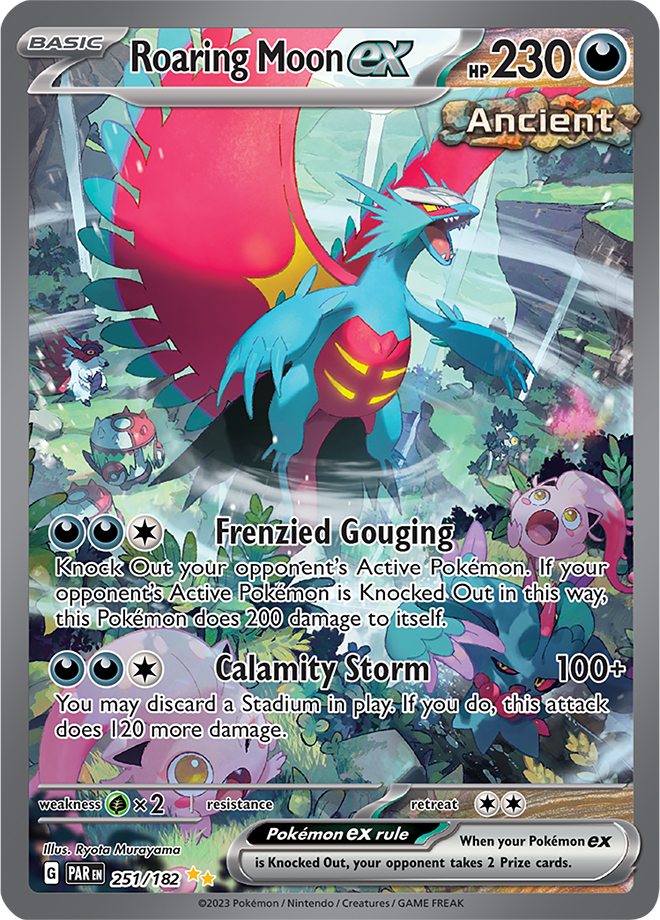 BASIC Roaring Moon ex HP 230
Ancient
Frenzied Gouging
Knock Out your opponent's Active Pokémon. If your
opponent's Active Pokémon is Knocked Out in this way,
this Pokémon does 200 damage to itself.
Calamity Storm 100+
You may discard a Stadium in play. If you do, this attack
does 120 more damage.
weakness ×2 resistance retreat
Pokémon ex rule When your Pokémon ex
is Knocked Out, your opponent takes 2 Prize cards.
Illus. Ryota Murayama
G PAR EN 251/182
©2023 Pokémon / Nintendo / Creatures / GAME FREAK